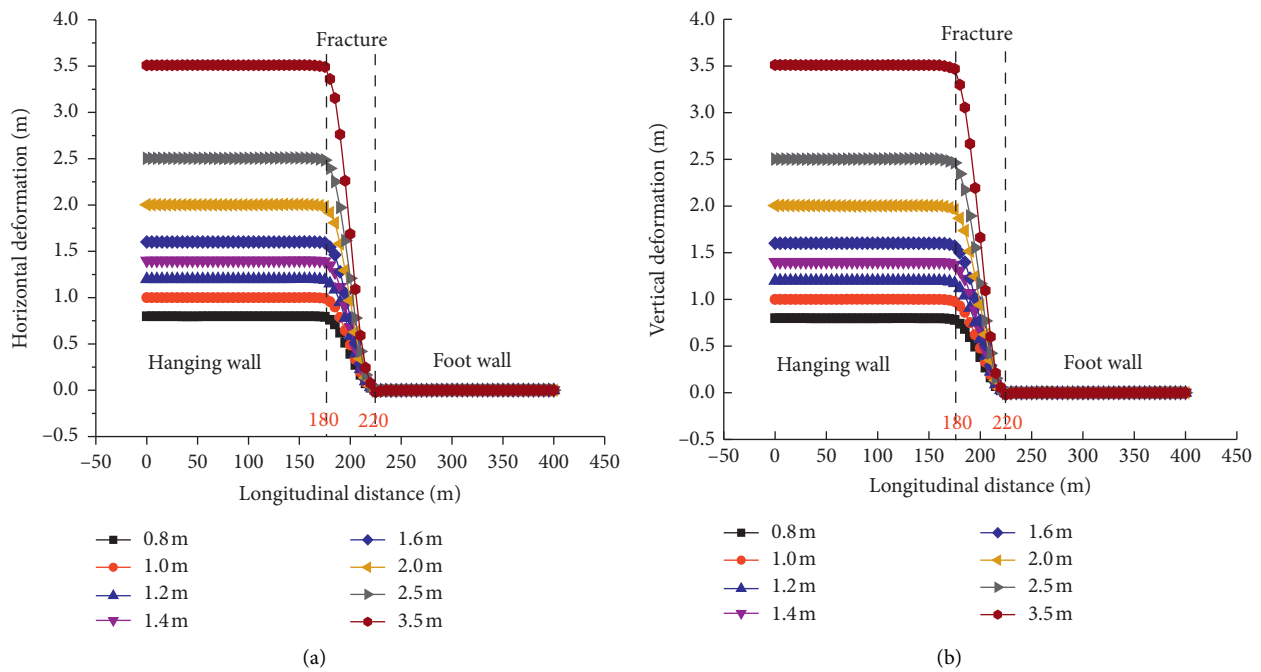 4.0
3.5
3.0
2.5
2.0
1.5
1.0
0.5
0.0
−0.5
Horizontal deformation (m)
Fracture
Hanging wall
Foot wall
180
220
−50
0
50
100
150
200
250
300
350
400
450
Longitudinal distance (m)
0.8 m
1.0 m
1.2 m
1.4 m
1.6 m
2.0 m
2.5 m
3.5 m
(a)
4.0
3.5
3.0
2.5
2.0
1.5
1.0
0.5
0.0
−0.5
Vertical deformation (m)
Fracture
Hanging wall
Foot wall
180
220
−50
0
50
100
150
200
250
300
350
400
450
Longitudinal distance (m)
0.8 m
1.0 m
1.2 m
1.4 m
1.6 m
2.0 m
2.5 m
3.5 m
(b)